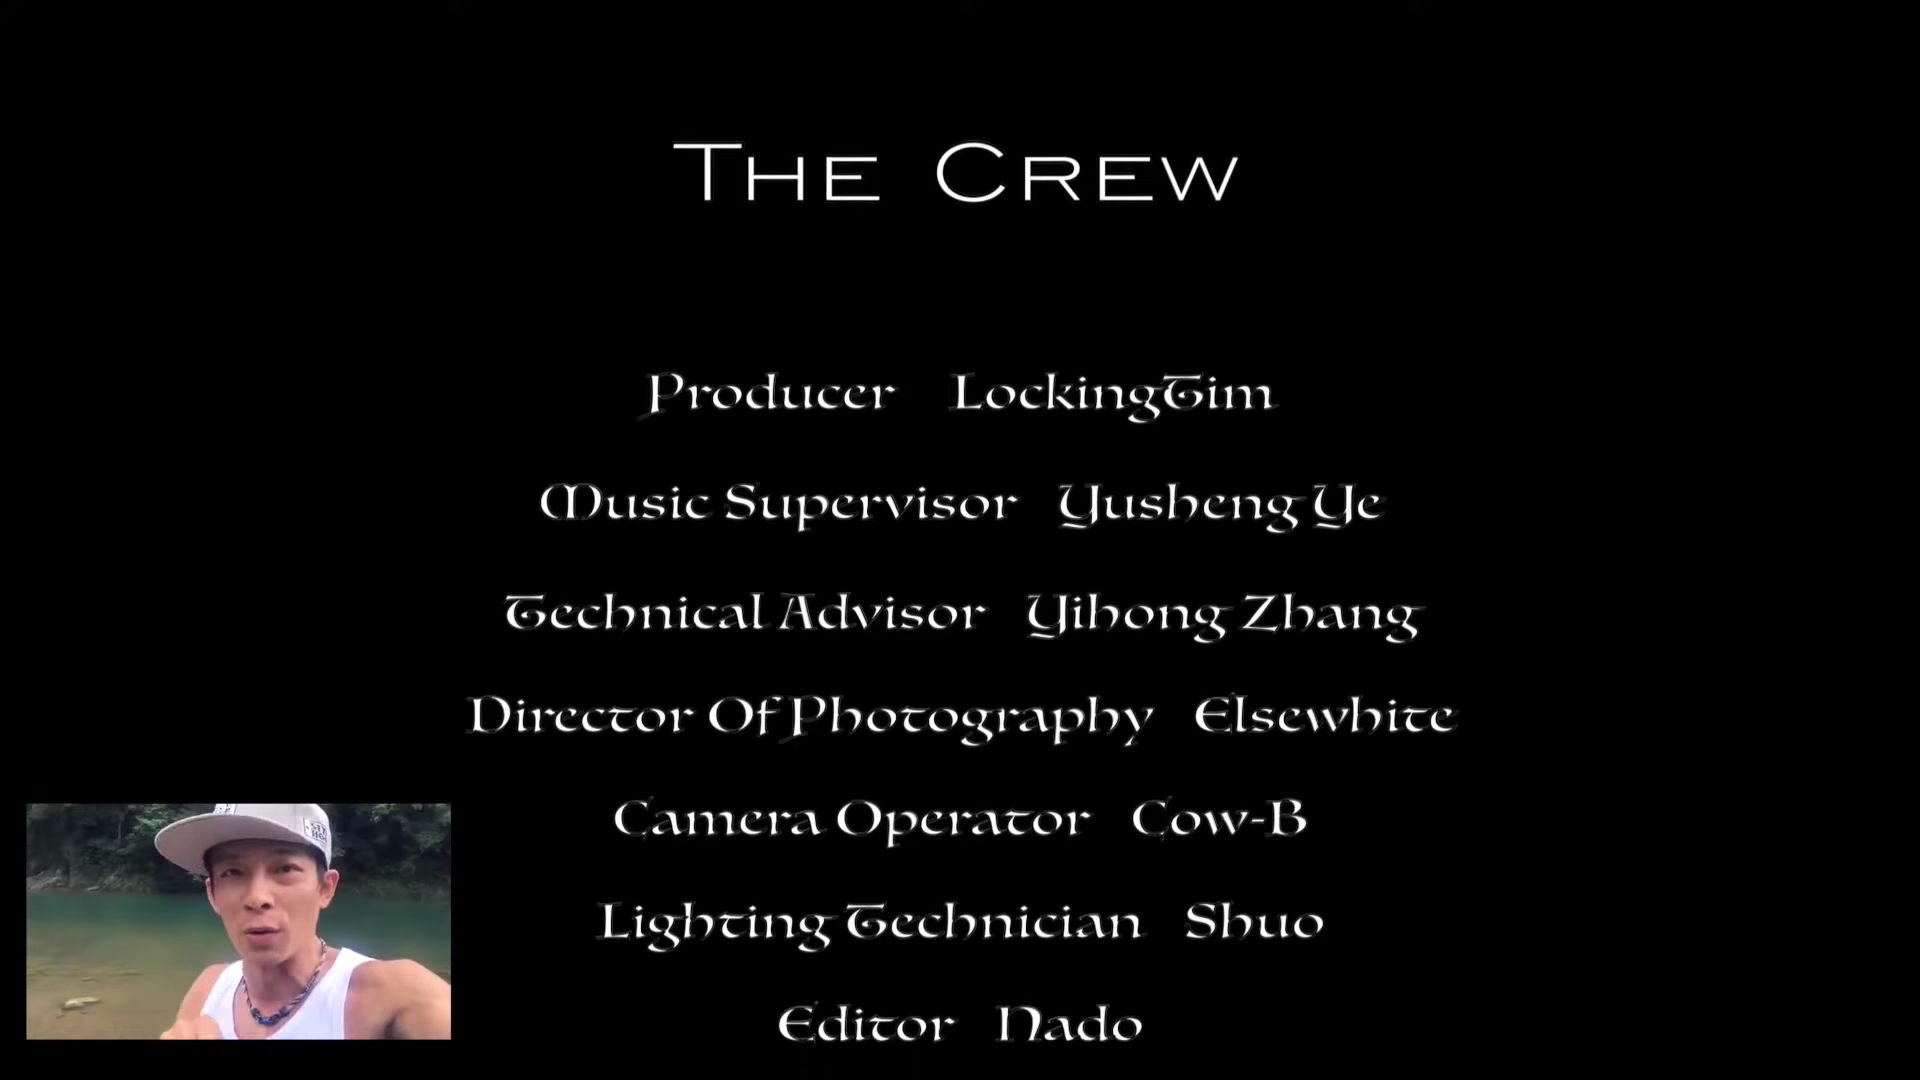 The Crew
Producer LockingTim
Music Supervisor Yusheng Ye
Technical Advisor Yihong Zhang
Director Of Photography Elsewhite
Camera Operator Cow-B
Lighting Technician Shuo
Editor Nado